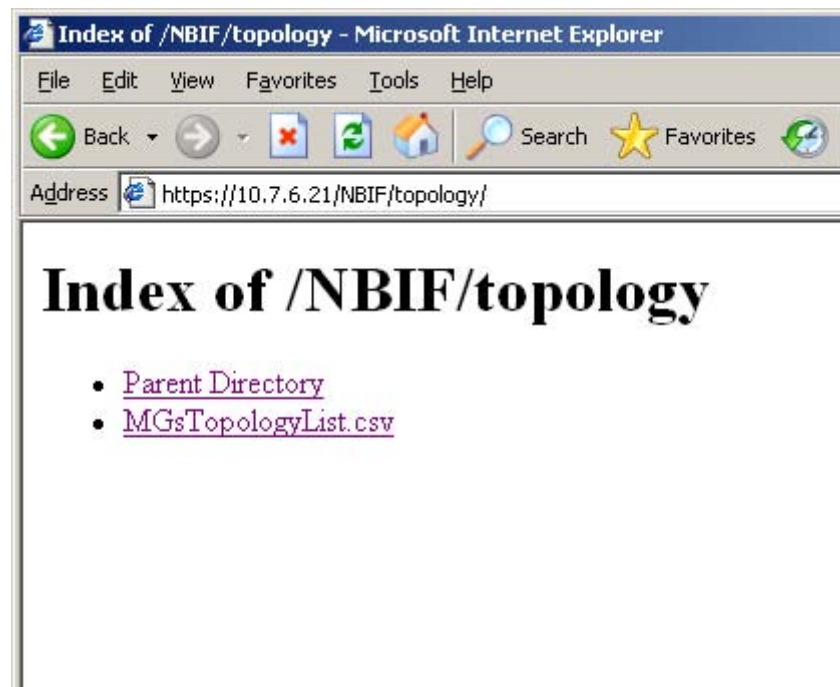 Index of /NBIF/topology - Microsoft Internet Explorer
File Edit View Favorites Tools Help
Back Search Favorites
Address https://10.7.6.21/NBIF/topology/
Index of /NBIF/topology
• Parent Directory
• MGsTopologyList.csv